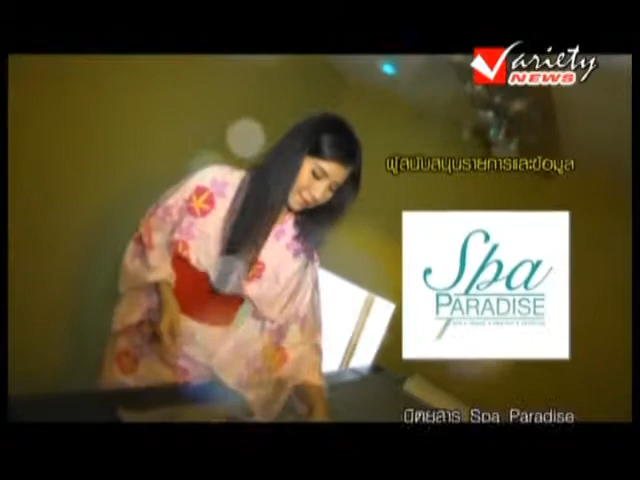 Variety
NEWS
ผู้สนับสนุนรายการและข้อมูล
Spa
PARADISE
นิตยสาร Spa Paradise